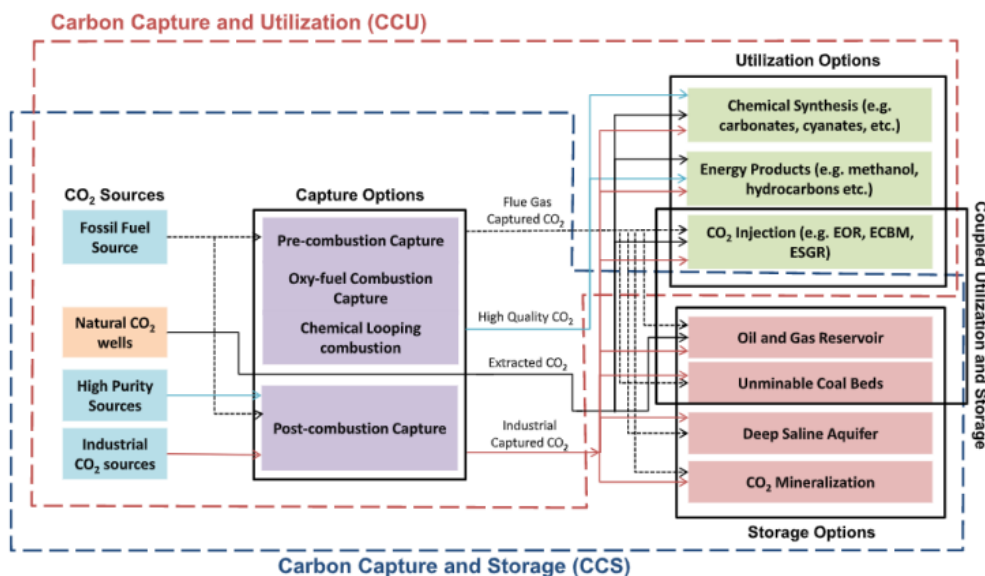 Carbon Capture and Utilization (CCU)
Utilization Options
Chemical Synthesis (e.g.
carbonates, cyanates, etc.)
Energy Products (e.g. methanol,
hydrocarbons etc.)
CO₂ Injection (e.g. EOR, ECBM,
ESGR)
CO₂ Sources
Fossil Fuel
Source
Natural CO₂
wells
High Purity
Sources
Industrial
CO₂ sources
Capture Options
Pre-combustion Capture
Oxy-fuel Combustion
Capture
Chemical Looping
combustion
Post-combustion Capture
Flue Gas
Captured CO₂
High Quality CO₂
Extracted CO₂
Industrial
Captured CO₂
Oil and Gas Reservoir
Unminable Coal Beds
Deep Saline Aquifer
CO₂ Mineralization
Storage Options
Coupled Utilization and Storage
Carbon Capture and Storage (CCS)